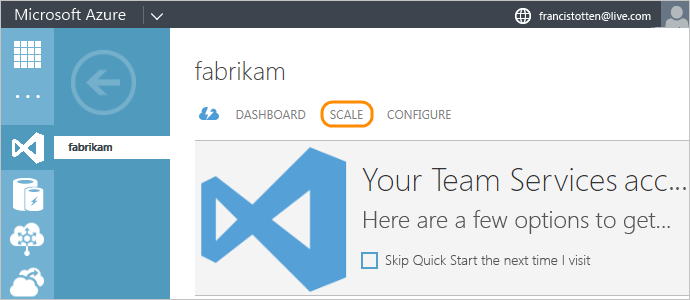 Microsoft Azure francistotten@live.com
fabrikam
DASHBOARD SCALE CONFIGURE
fabrikam
Your Team Services acc...
Here are a few options to get...
Skip Quick Start the next time I visit